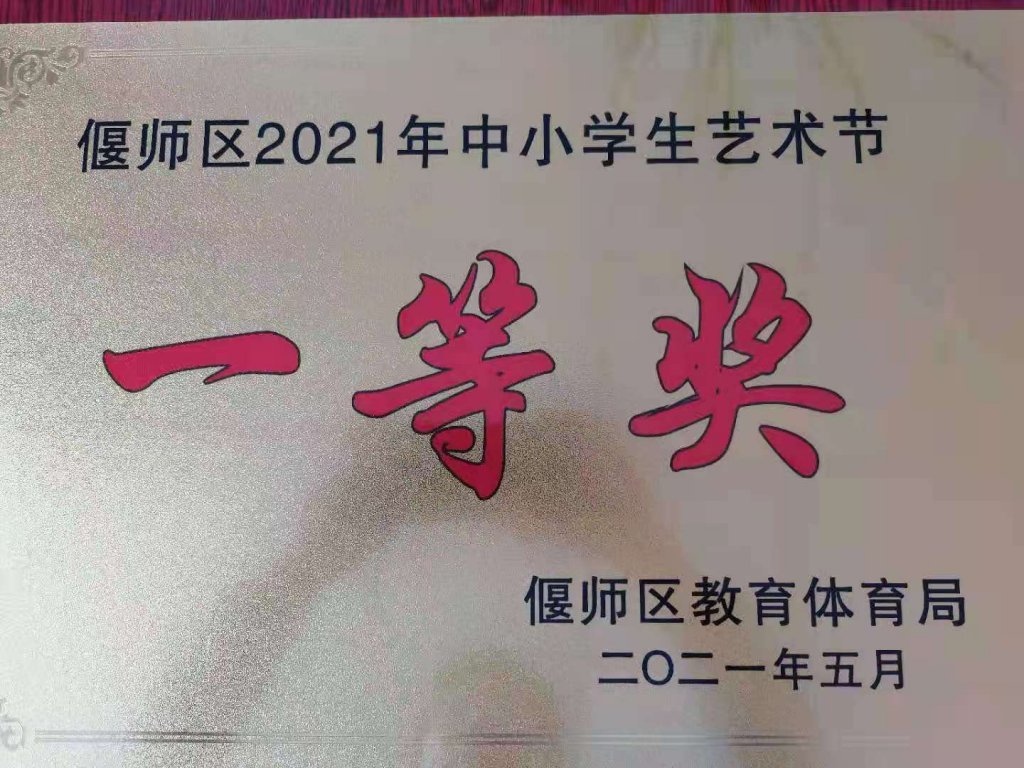 偃师区2021年中小学生艺术节
一等奖
偃师区教育体育局
二〇二一年五月